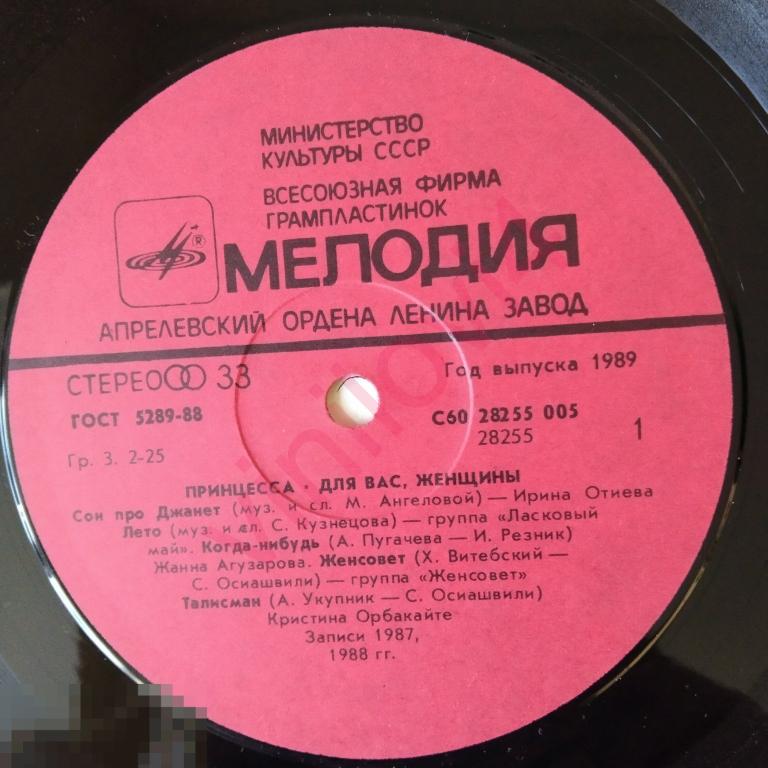 МИНИСТЕРСТВО
КУЛЬТУРЫ СССР
ВСЕСОЮЗНАЯ ФИРМА
ГРАМПЛАСТИНОК
®
МЕЛОДИЯ
АПРЕЛЕВСКИЙ ОРДЕНА ЛЕНИНА ЗАВОД
СТЕРЕО 33
Год выпуска 1989
ГОСТ 5289-88
С60 28255 005
28255
1
Гр. 3. 2-25
ПРИНЦЕССА - ДЛЯ ВАС, ЖЕНЩИНЫ
Сон про Джанет (муз. и сл. М. Ангеловой) — Ирина Отиева
Лето (муз. и сл. С. Кузнецова) — группа "Ласковый
май". Когда-нибудь (А. Пугачева — И. Резник)
Жанна Агузарова. Женсовет (Х. Витебский —
С. Осиашвили) — группа "Женсовет"
Талисман (А. Укупник — С. Осиашвили)
Кристина Орбакайте
Записи 1987,
1988 гг.